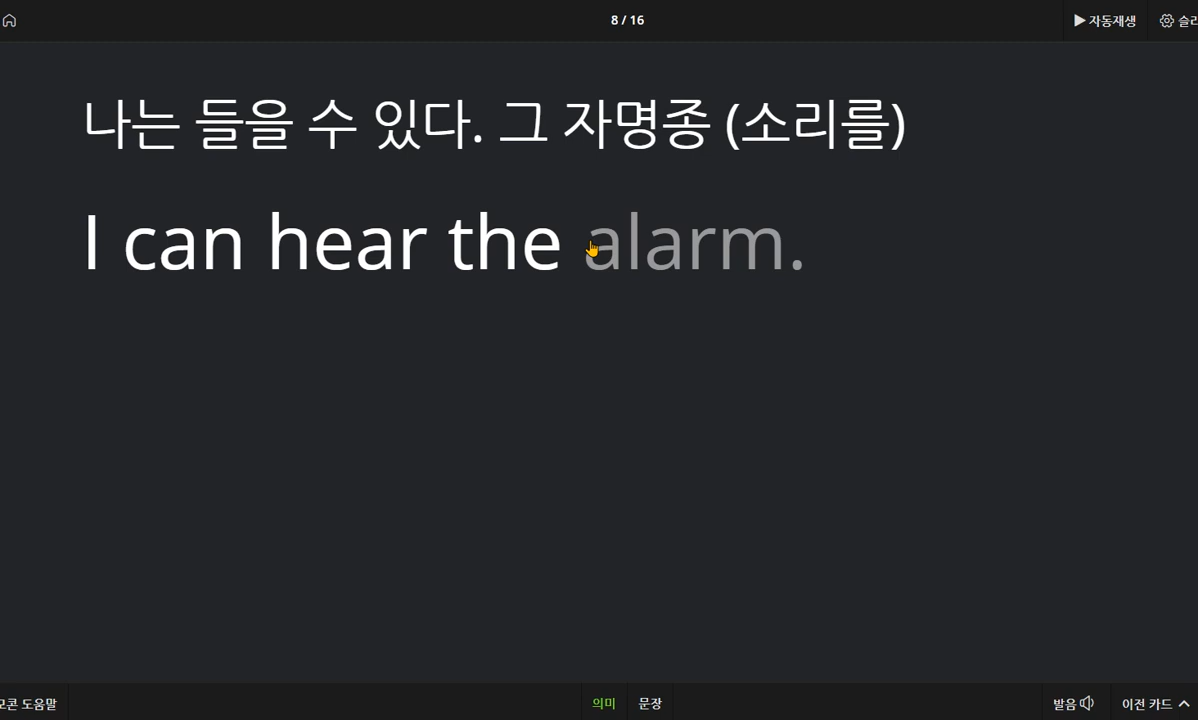 8 / 16
▶ 자동재생
나는 들을 수 있다. 그 자명종 (소리를)
I can hear the alarm.
도움말
의미
문장
발음
이전 카드